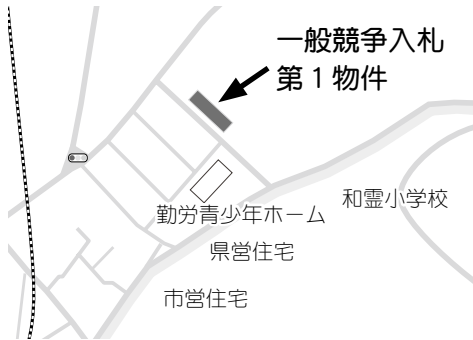 一般競争入札
第1物件
勤労青少年ホーム
和霊小学校
県営住宅
市営住宅